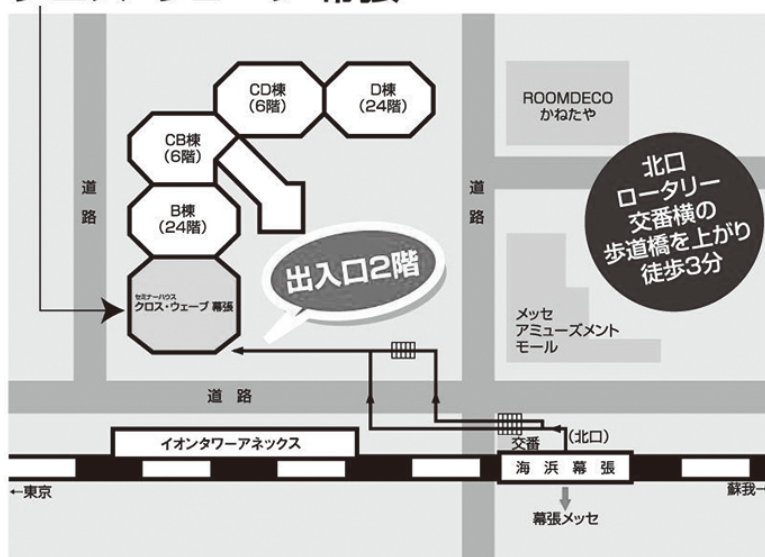 CD棟
(6階)
D棟
(24階)
CB棟
(6階)
B棟
(24階)
セミナーハウス
クロス・ウェーブ 幕張
出入口2階
ROOMDECO
かねたや
北口
ロータリー
交番横の
歩道橋を上がり
徒歩3分
メッセ
アミューズメント
モール
道路
道路
道路
イオンタワーアネックス
交番
(北口)
海浜幕張
←東京
蘇我→
幕張メッセ